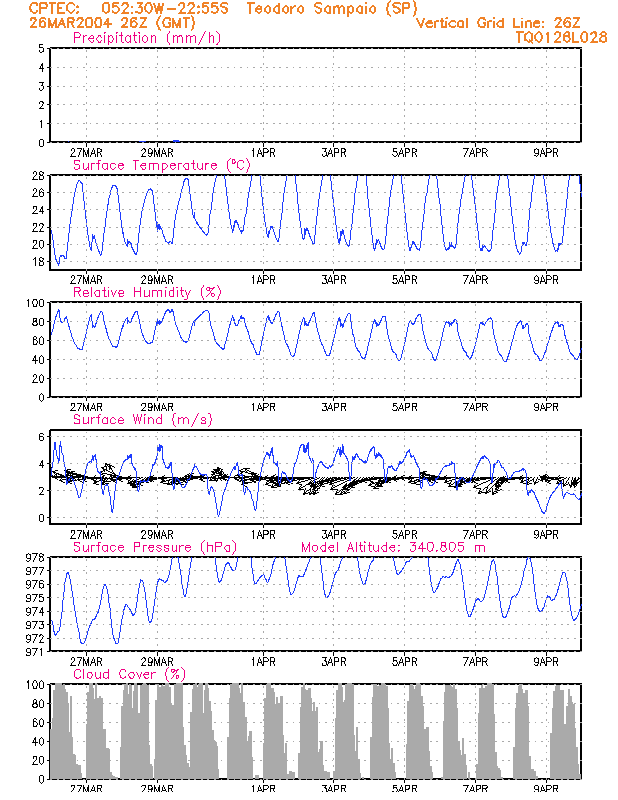 CPTEC: 052:30W-22:55S Teodoro Sampaio (SP)
26MAR2004 26Z (GMT) Vertical Grid Line: 26Z
Precipitation (mm/h) TQ0126L028
5
4
3
2
1
0
27MAR 29MAR 1APR 3APR 5APR 7APR 9APR
Surface Temperature (ºC)
28
26
24
22
20
18
27MAR 29MAR 1APR 3APR 5APR 7APR 9APR
Relative Humidity (%)
100
80
60
40
20
0
27MAR 29MAR 1APR 3APR 5APR 7APR 9APR
Surface Wind (m/s)
6
4
2
0
27MAR 29MAR 1APR 3APR 5APR 7APR 9APR
Surface Pressure (hPa) Model Altitude: 340.805 m
978
977
976
975
974
973
972
971
27MAR 29MAR 1APR 3APR 5APR 7APR 9APR
Cloud Cover (%)
100
80
60
40
20
0
27MAR 29MAR 1APR 3APR 5APR 7APR 9APR